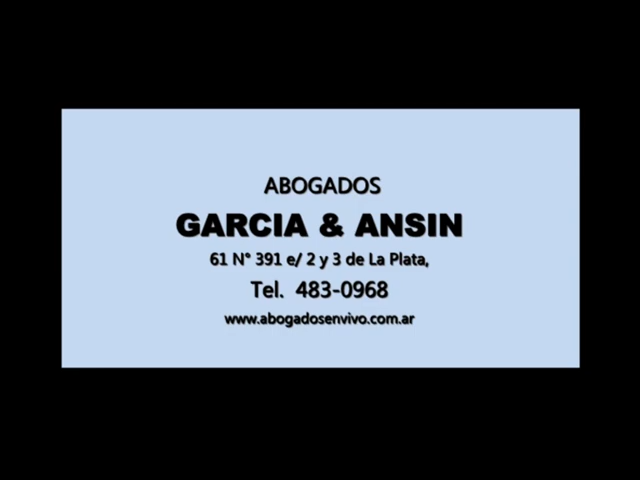 ABOGADOS
GARCIA & ANSIN
61 N° 391 e/ 2 y 3 de La Plata,
Tel. 483-0968
www.abogadosenvivo.com.ar